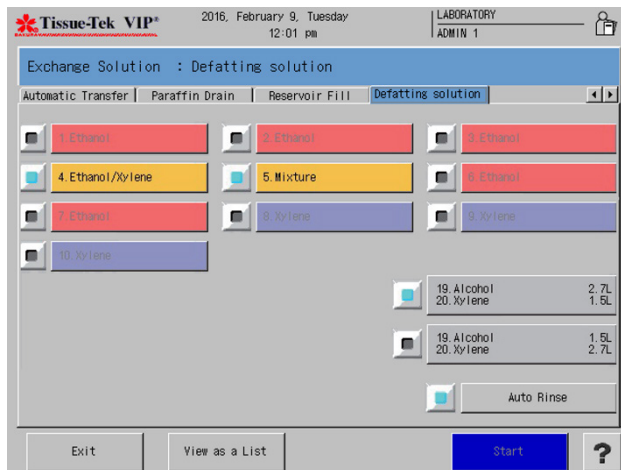 Tissue-Tek VIP®
SAKURA
2016, February 9, Tuesday
12:01 pm
LABORATORY
ADMIN 1
Exchange Solution : Defatting solution
Automatic Transfer
Paraffin Drain
Reservoir Fill
Defatting solution
1.Ethanol
2.Ethanol
3.Ethanol
4.Ethanol/Xylene
5.Mixture
6.Ethanol
7.Ethanol
8.Xylene
9.Xylene
10.Xylene
19.Alcohol 2.7L
20.Xylene 1.5L
19.Alcohol 1.5L
20.Xylene 2.7L
Auto Rinse
Exit
View as a List
Start
?